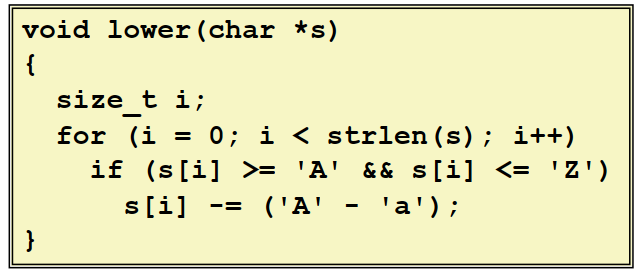 void lower(char *s)
{
  size_t i;
  for (i = 0; i < strlen(s); i++)
    if (s[i] >= 'A' && s[i] <= 'Z')
      s[i] -= ('A' - 'a');
}